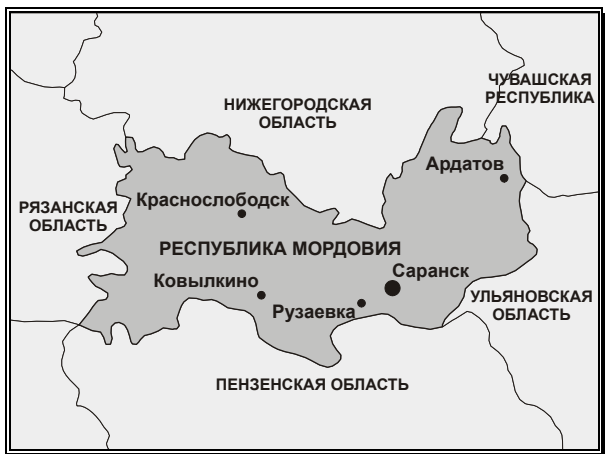 ЧУВАШСКАЯ
РЕСПУБЛИКА
НИЖЕГОРОДСКАЯ
ОБЛАСТЬ
Ардатов
Краснослободск
РЯЗАНСКАЯ
ОБЛАСТЬ
РЕСПУБЛИКА МОРДОВИЯ
Саранск
Ковылкино
Рузаевка
УЛЬЯНОВСКАЯ
ОБЛАСТЬ
ПЕНЗЕНСКАЯ ОБЛАСТЬ